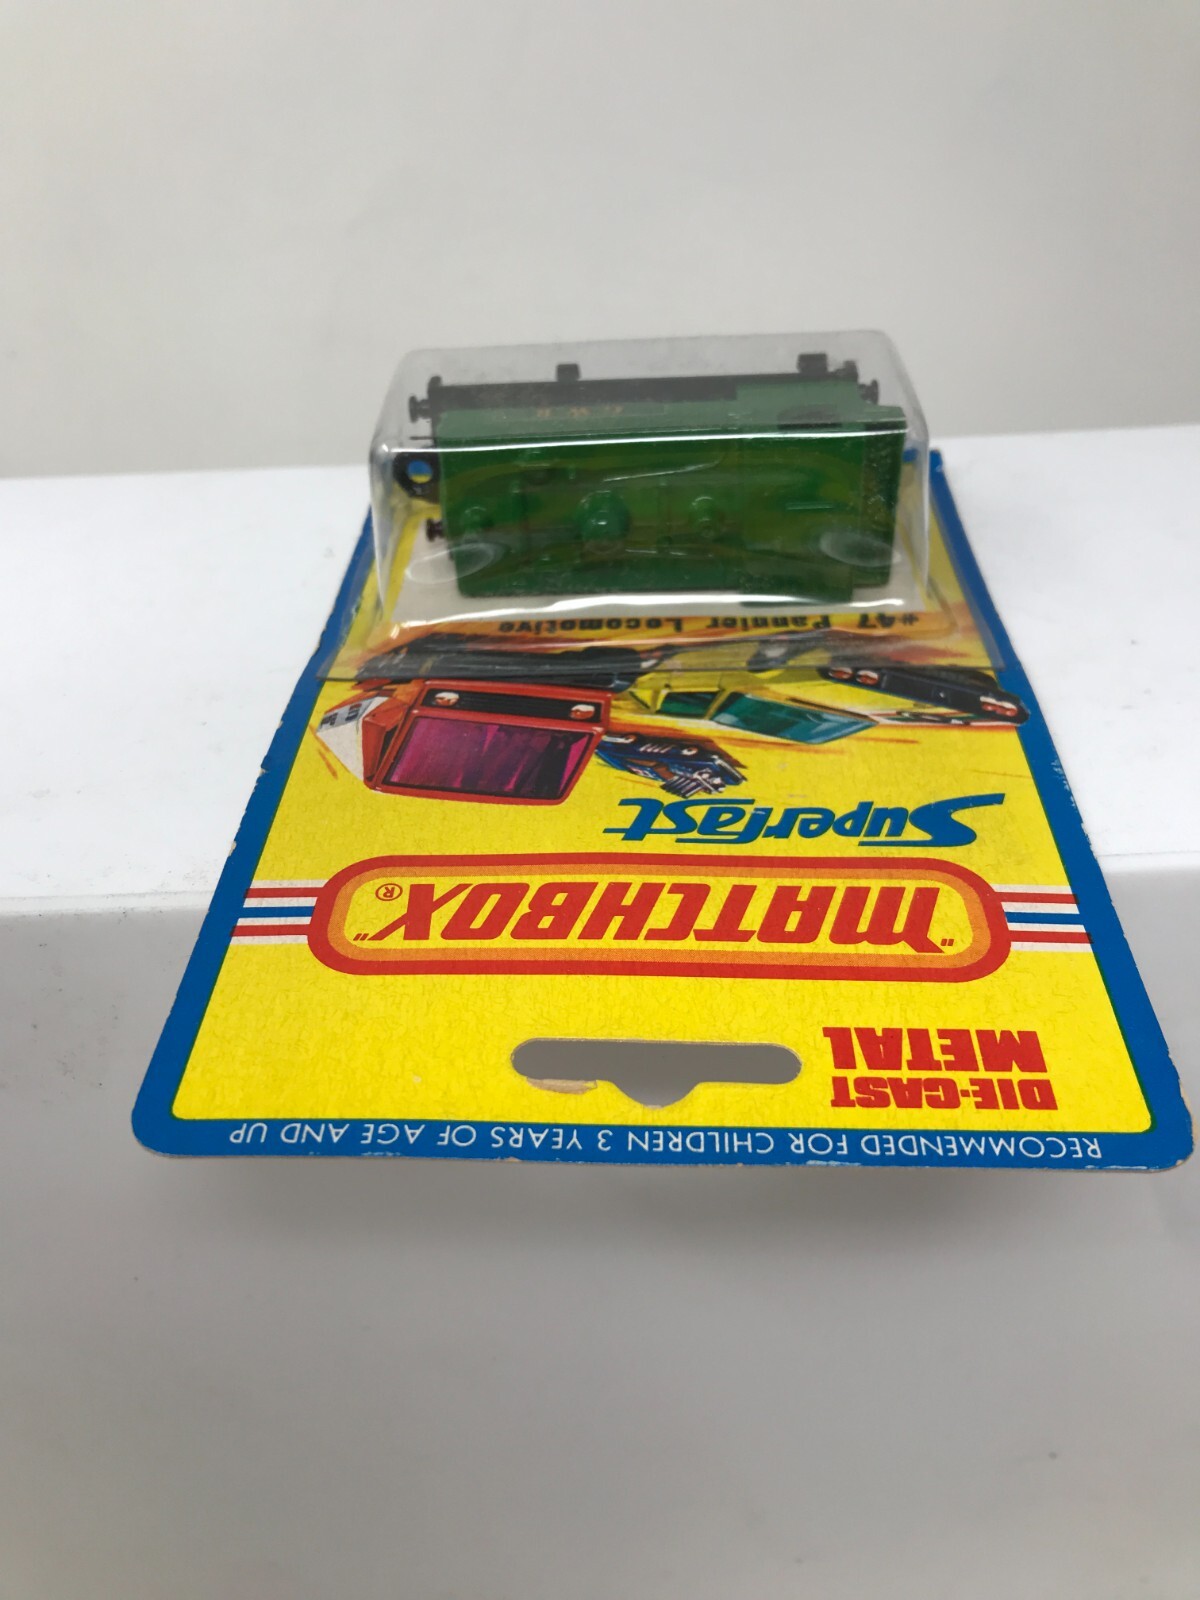 RECOMMENDED FOR CHILDREN 3 YEARS OF AGE AND UP
DIE-CAST
METAL
"MATCHBOX"®
Superfast
#47 Pannier Locomotive
G W R